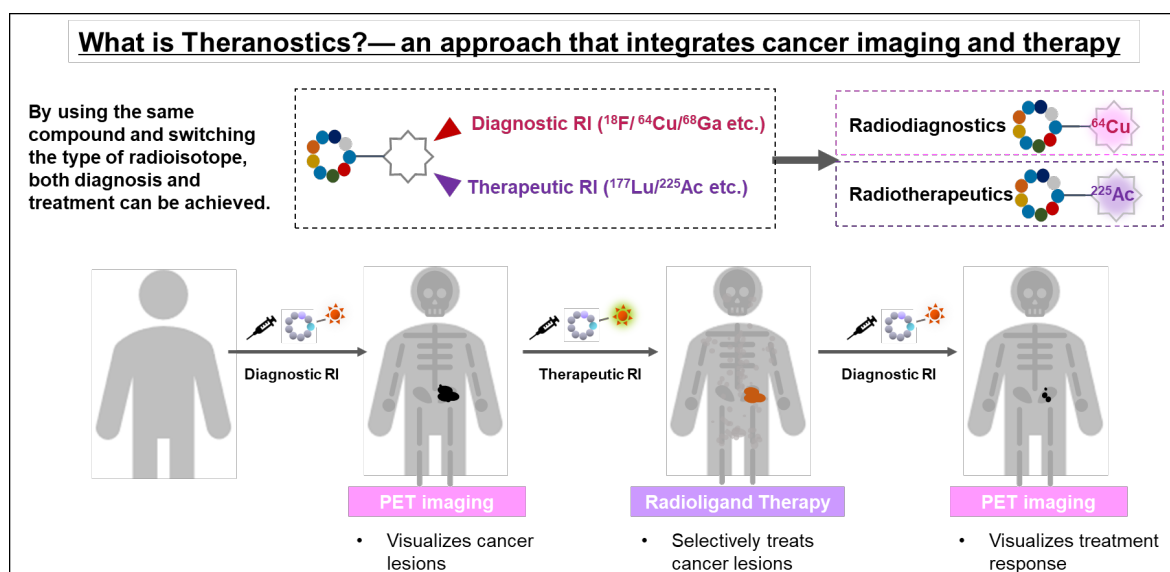 What is Theranostics?— an approach that integrates cancer imaging and therapy
By using the same
compound and switching
the type of radioisotope,
both diagnosis and
treatment can be achieved.
Diagnostic RI (¹⁸F/ ⁶⁴Cu/⁶⁸Ga etc.)
Therapeutic RI (¹⁷⁷Lu/²²⁵Ac etc.)
Radiodiagnostics
⁶⁴Cu
Radiotherapeutics
²²⁵Ac
Diagnostic RI
Therapeutic RI
Diagnostic RI
PET imaging
• Visualizes cancer
lesions
Radioligand Therapy
• Selectively treats
cancer lesions
PET imaging
• Visualizes treatment
response